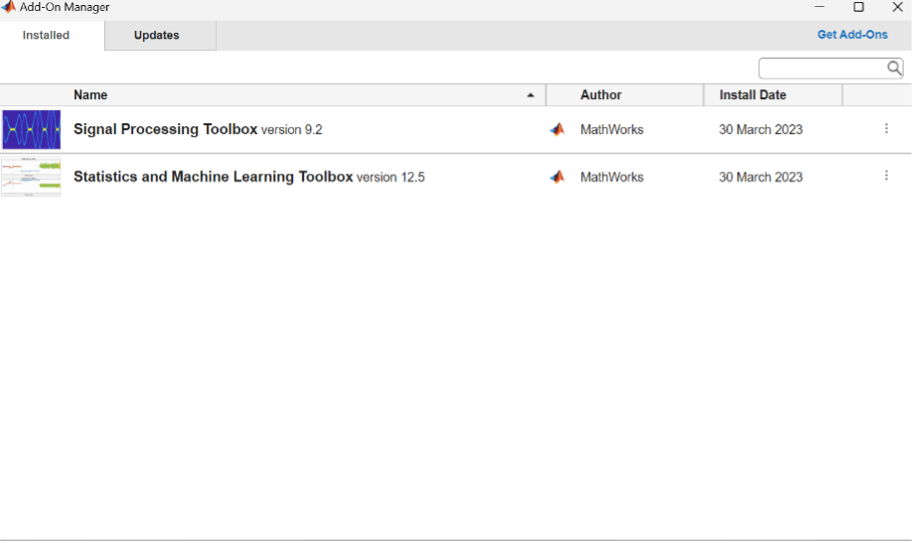 Add-On Manager
Installed Updates Get Add-Ons
Name Author Install Date
Signal Processing Toolbox version 9.2 MathWorks 30 March 2023
Statistics and Machine Learning Toolbox version 12.5 MathWorks 30 March 2023